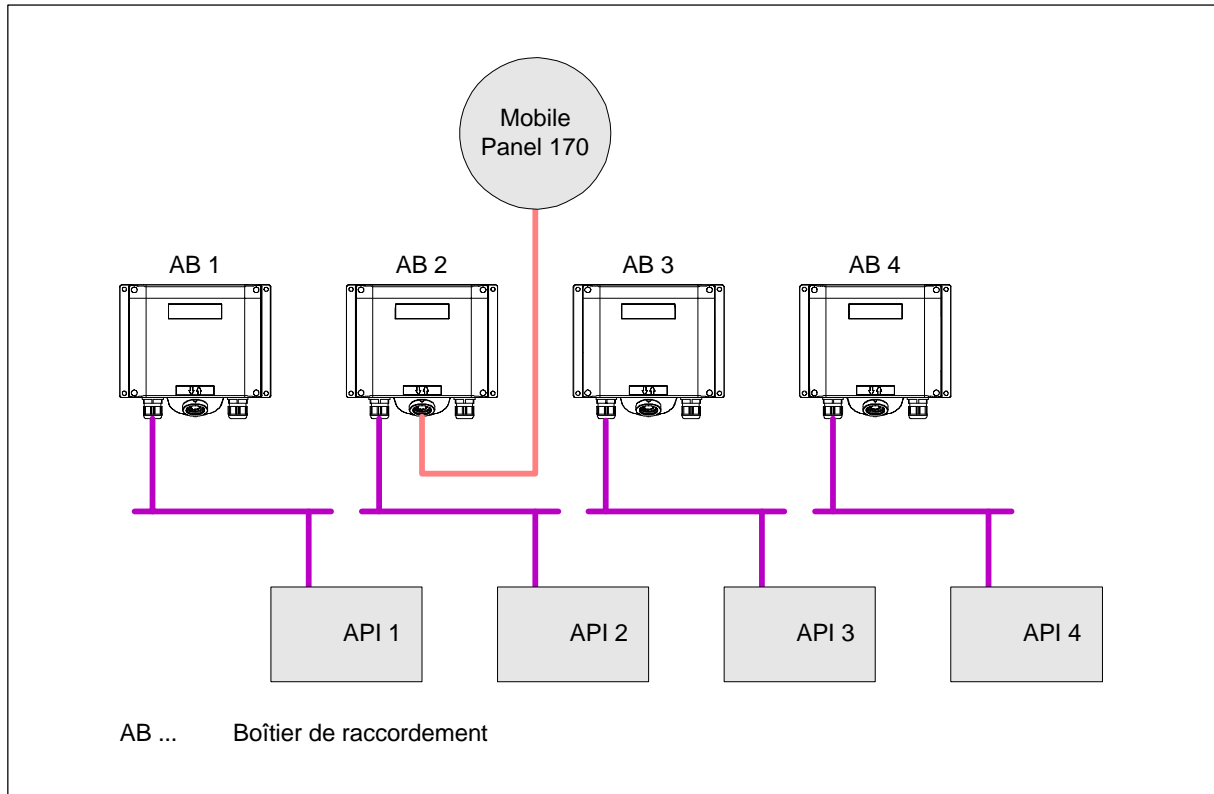 Mobile
Panel 170
AB 1
AB 2
AB 3
AB 4
API 1
API 2
API 3
API 4
AB ... Boîtier de raccordement